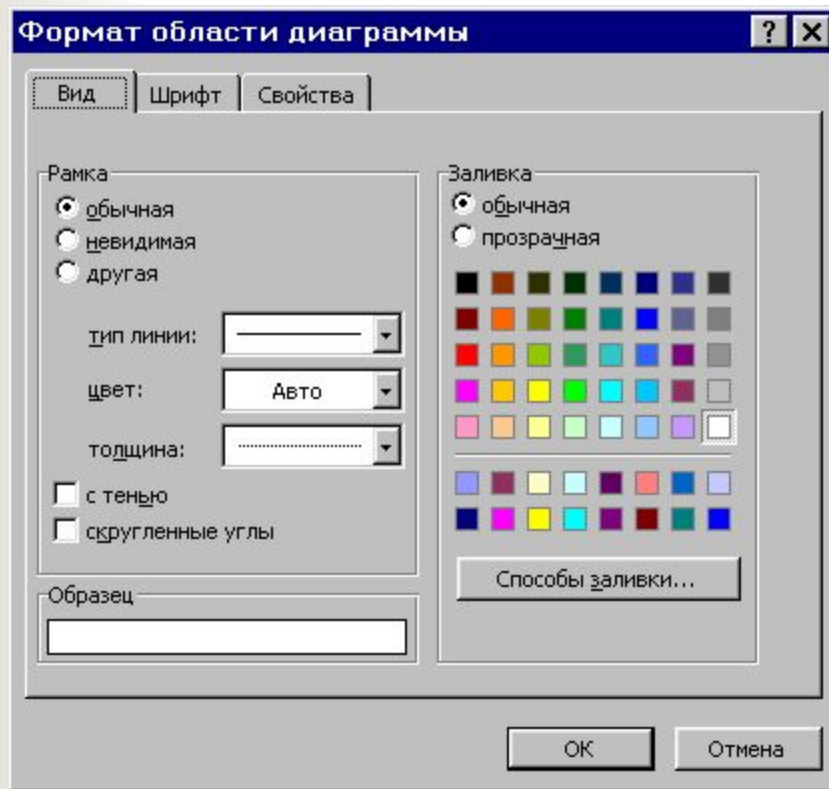 Формат области диаграммы
Вид Шрифт Свойства
Рамка
обычная
невидимая
другая
тип линии:
цвет: Авто
толщина:
с тенью
скругленные углы
Образец
Заливка
обычная
прозрачная
Способы заливки...
ОК Отмена